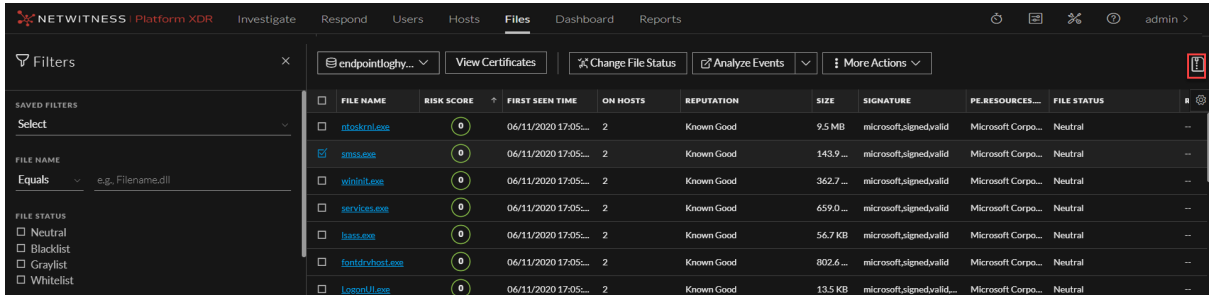 NETWITNESS Platform XDR Investigate Respond Users Hosts Files Dashboard Reports admin >
Filters × endpointloghy... View Certificates Change File Status Analyze Events More Actions
SAVED FILTERS
Select
FILE NAME
Equals e.g., Filename.dll
FILE STATUS
Neutral
Blacklist
Graylist
Whitelist
FILE NAME RISK SCORE ↑ FIRST SEEN TIME ON HOSTS REPUTATION SIZE SIGNATURE PE.RESOURCES.... FILE STATUS
ntoskrnl.exe 0 06/11/2020 17:05:... 2 Known Good 9.5 MB microsoft,signed,valid Microsoft Corpo... Neutral --
smss.exe 0 06/11/2020 17:05:... 2 Known Good 143.9 ... microsoft,signed,valid Microsoft Corpo... Neutral --
wininit.exe 0 06/11/2020 17:05:... 2 Known Good 362.7 ... microsoft,signed,valid Microsoft Corpo... Neutral --
services.exe 0 06/11/2020 17:05:... 2 Known Good 659.0 ... microsoft,signed,valid Microsoft Corpo... Neutral --
lsass.exe 0 06/11/2020 17:05:... 2 Known Good 56.7 KB microsoft,signed,valid Microsoft Corpo... Neutral --
fontdrvhost.exe 0 06/11/2020 17:05:... 2 Known Good 802.6 ... microsoft,signed,valid Microsoft Corpo... Neutral --
LogonUI.exe 0 06/11/2020 17:05:... 2 Known Good 13.5 KB microsoft,signed,valid,... Microsoft Corpo... Neutral --